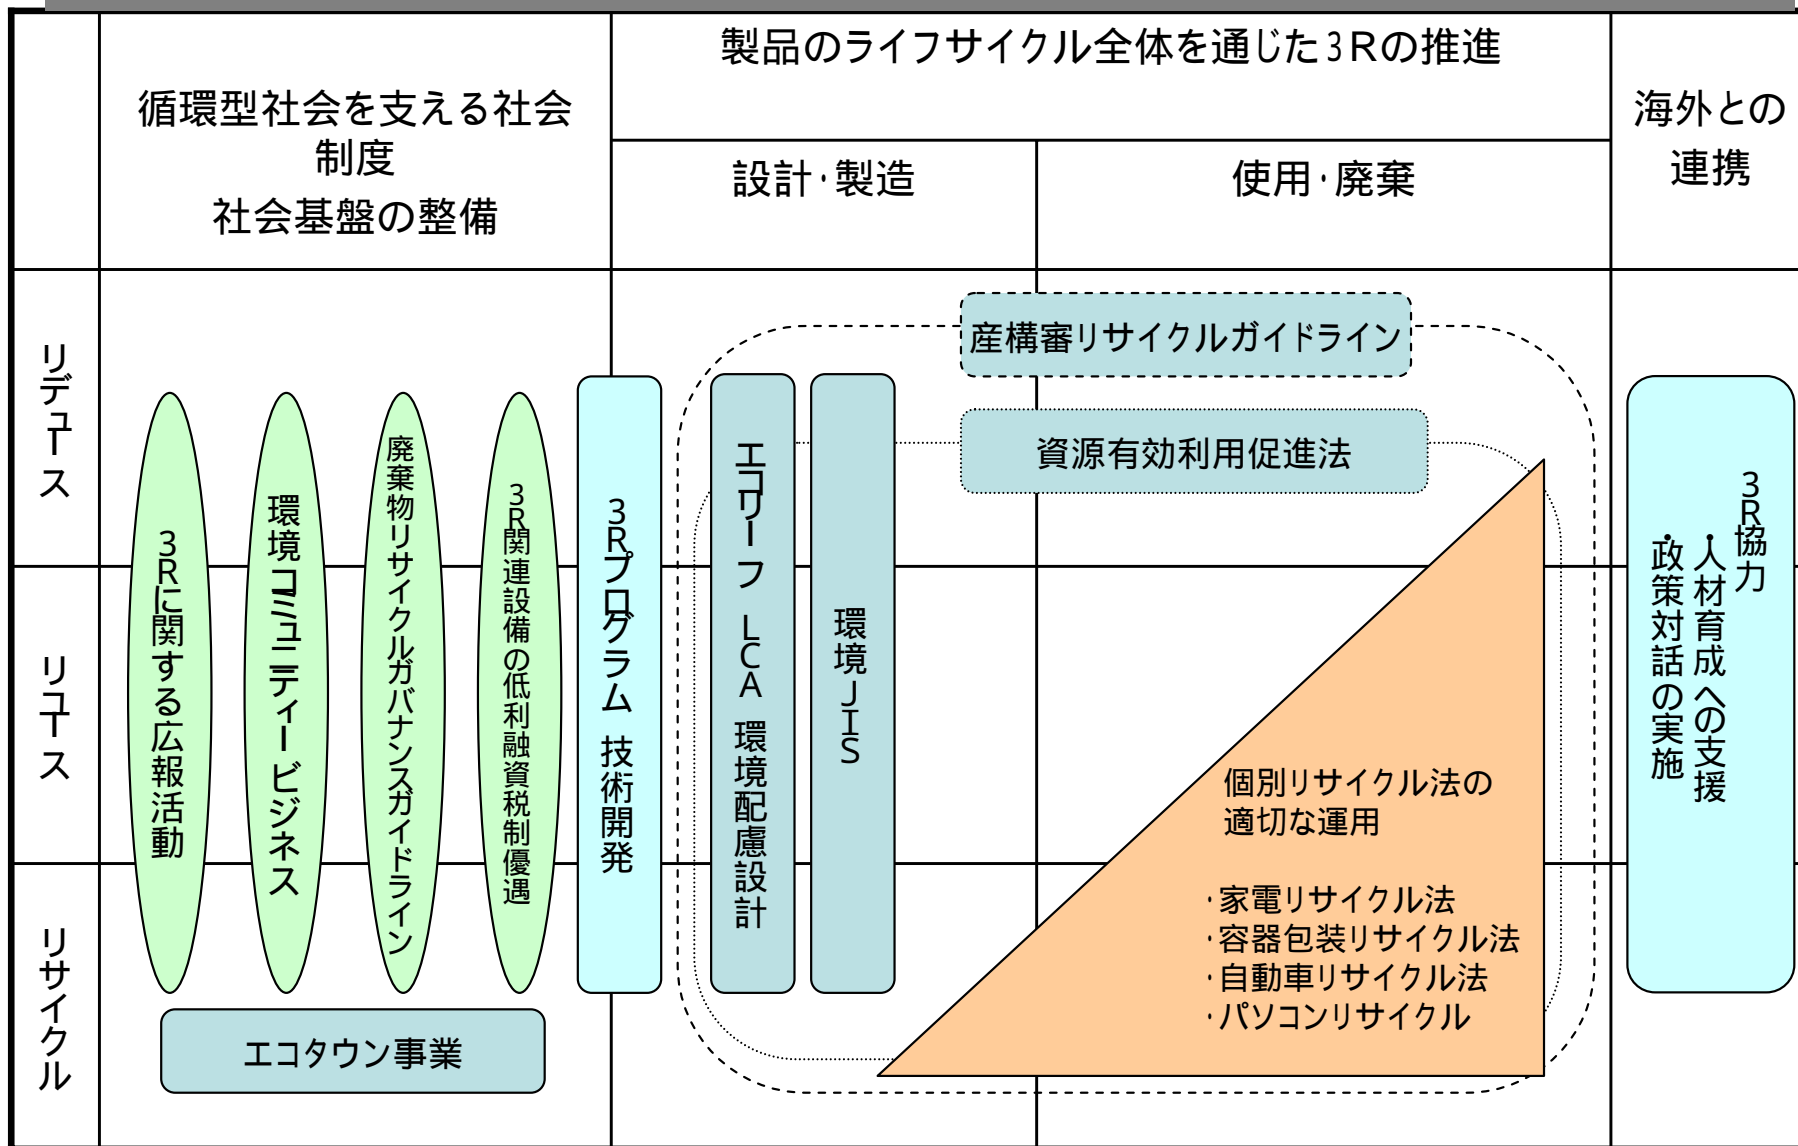 循環型社会を支える社会
制度
社会基盤の整備
製品のライフサイクル全体を通じた3Rの推進
設計・製造
使用・廃棄
海外との
連携
リデュース
リユース
リサイクル
3Rに関する広報活動
環境コミュニティービジネス
廃棄物リサイクルガバナンスガイドライン
3R関連設備の低利融資税制優遇
エコタウン事業
3Rプログラム 技術開発
エコリーフ LCA 環境配慮設計
環境JIS
産構審リサイクルガイドライン
資源有効利用促進法
個別リサイクル法の
適切な運用
・家電リサイクル法
・容器包装リサイクル法
・自動車リサイクル法
・パソコンリサイクル
3R協力
・人材育成への支援
・政策対話の実施